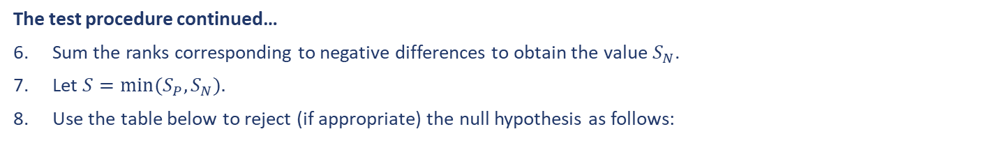 The test procedure continued...
6. Sum the ranks corresponding to negative differences to obtain the value $S_N$.
7. Let $S = \min(S_P, S_N)$.
8. Use the table below to reject (if appropriate) the null hypothesis as follows: